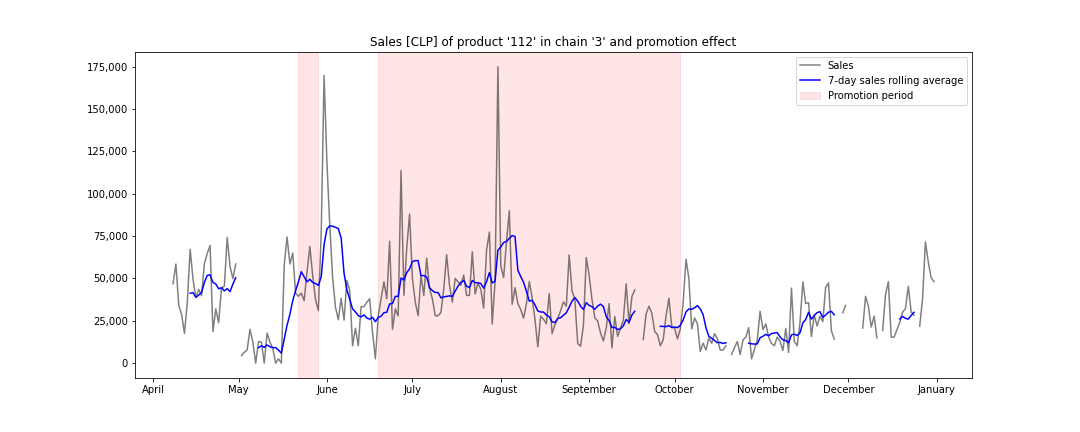 Sales [CLP] of product '112' in chain '3' and promotion effect
Sales
7-day sales rolling average
Promotion period
175,000
150,000
125,000
100,000
75,000
50,000
25,000
0
April May June July August September October November December January